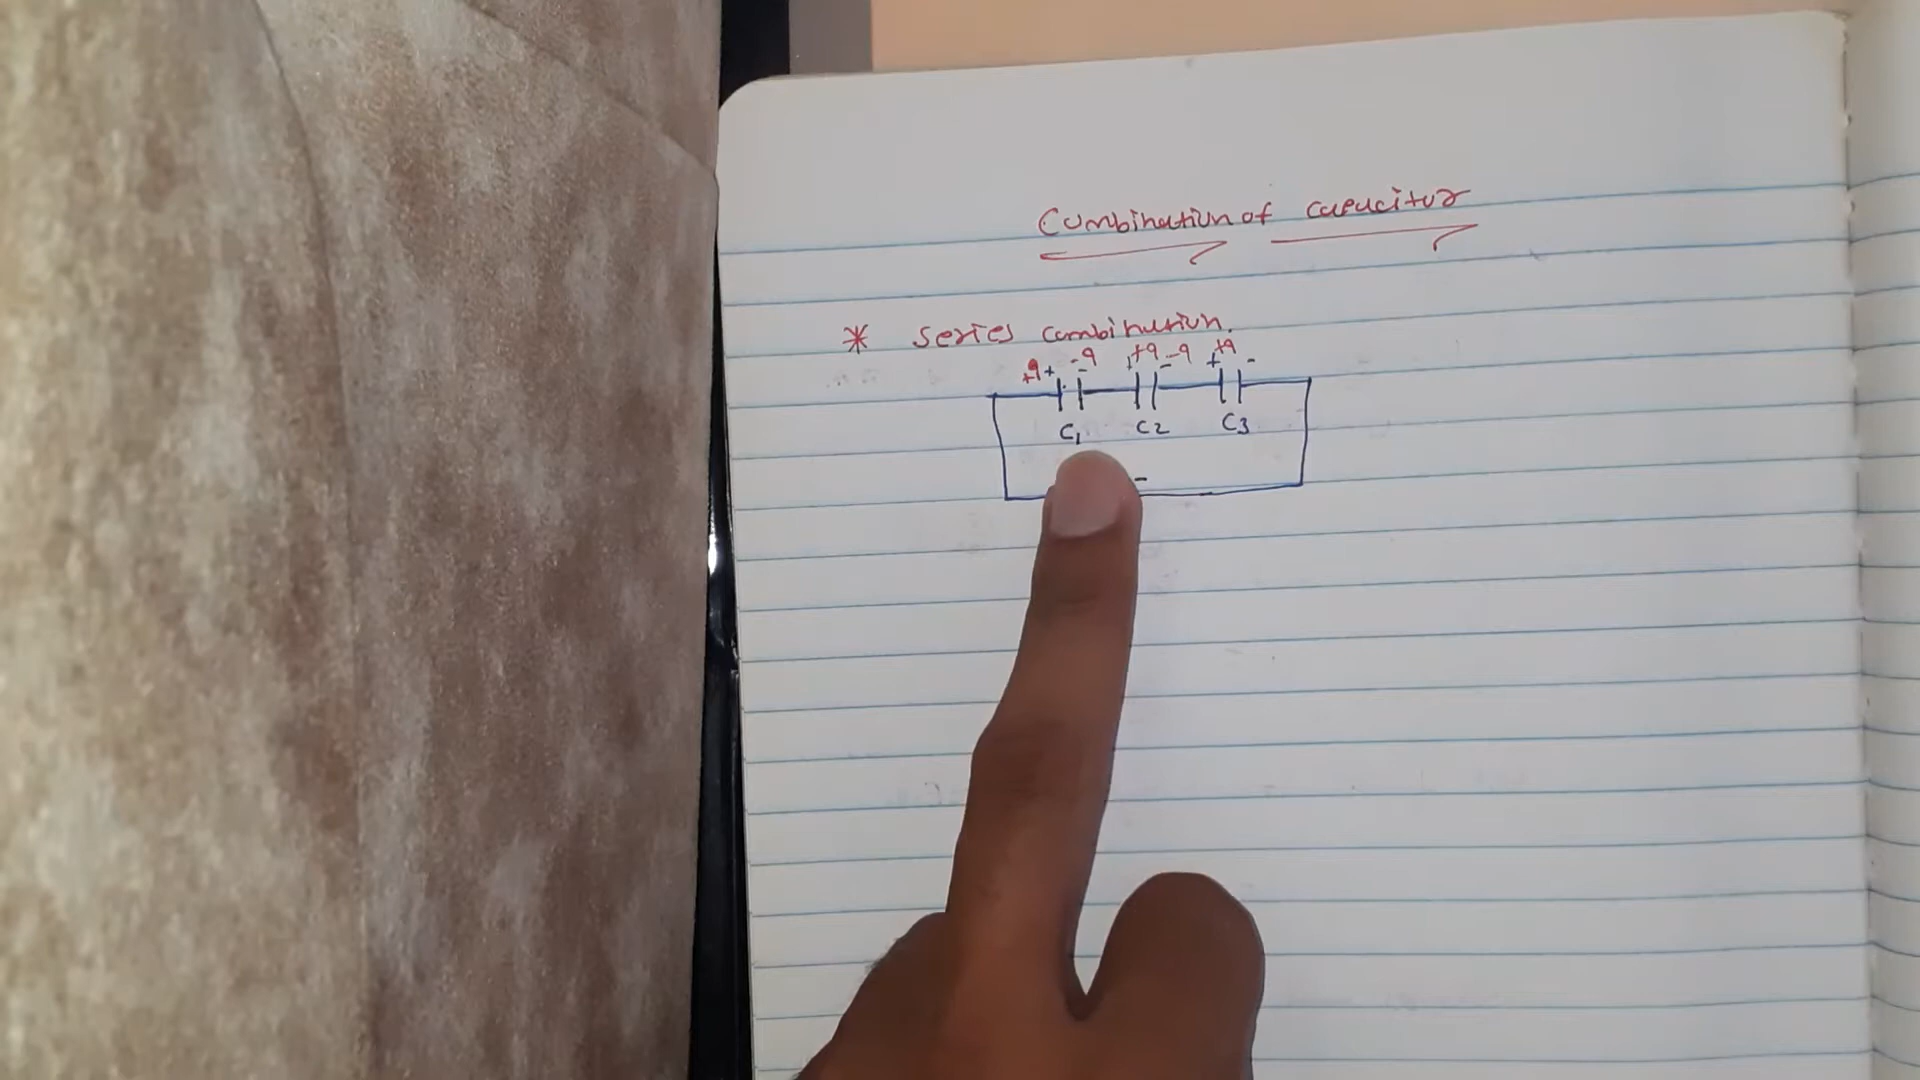 Combination of capacitor
* Series combination.
+q + -q - +q + -q - +q + -
C1 C2 C3
-